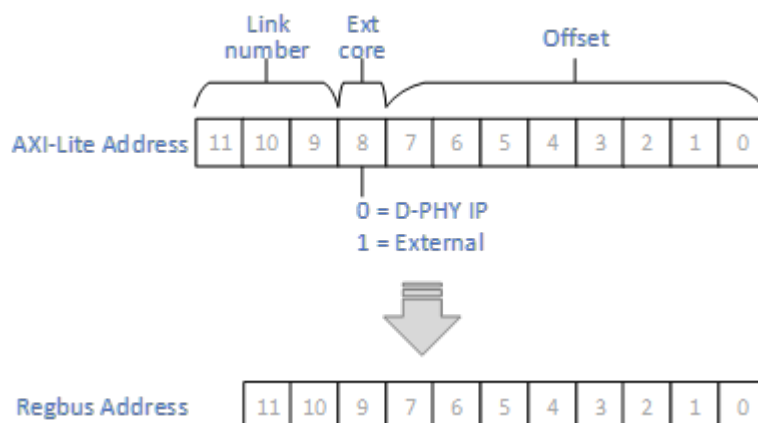 Link number
Ext core
Offset
AXI-Lite Address 11 10 9 8 7 6 5 4 3 2 1 0
0 = D-PHY IP
1 = External
Regbus Address 11 10 9 7 6 5 4 3 2 1 0